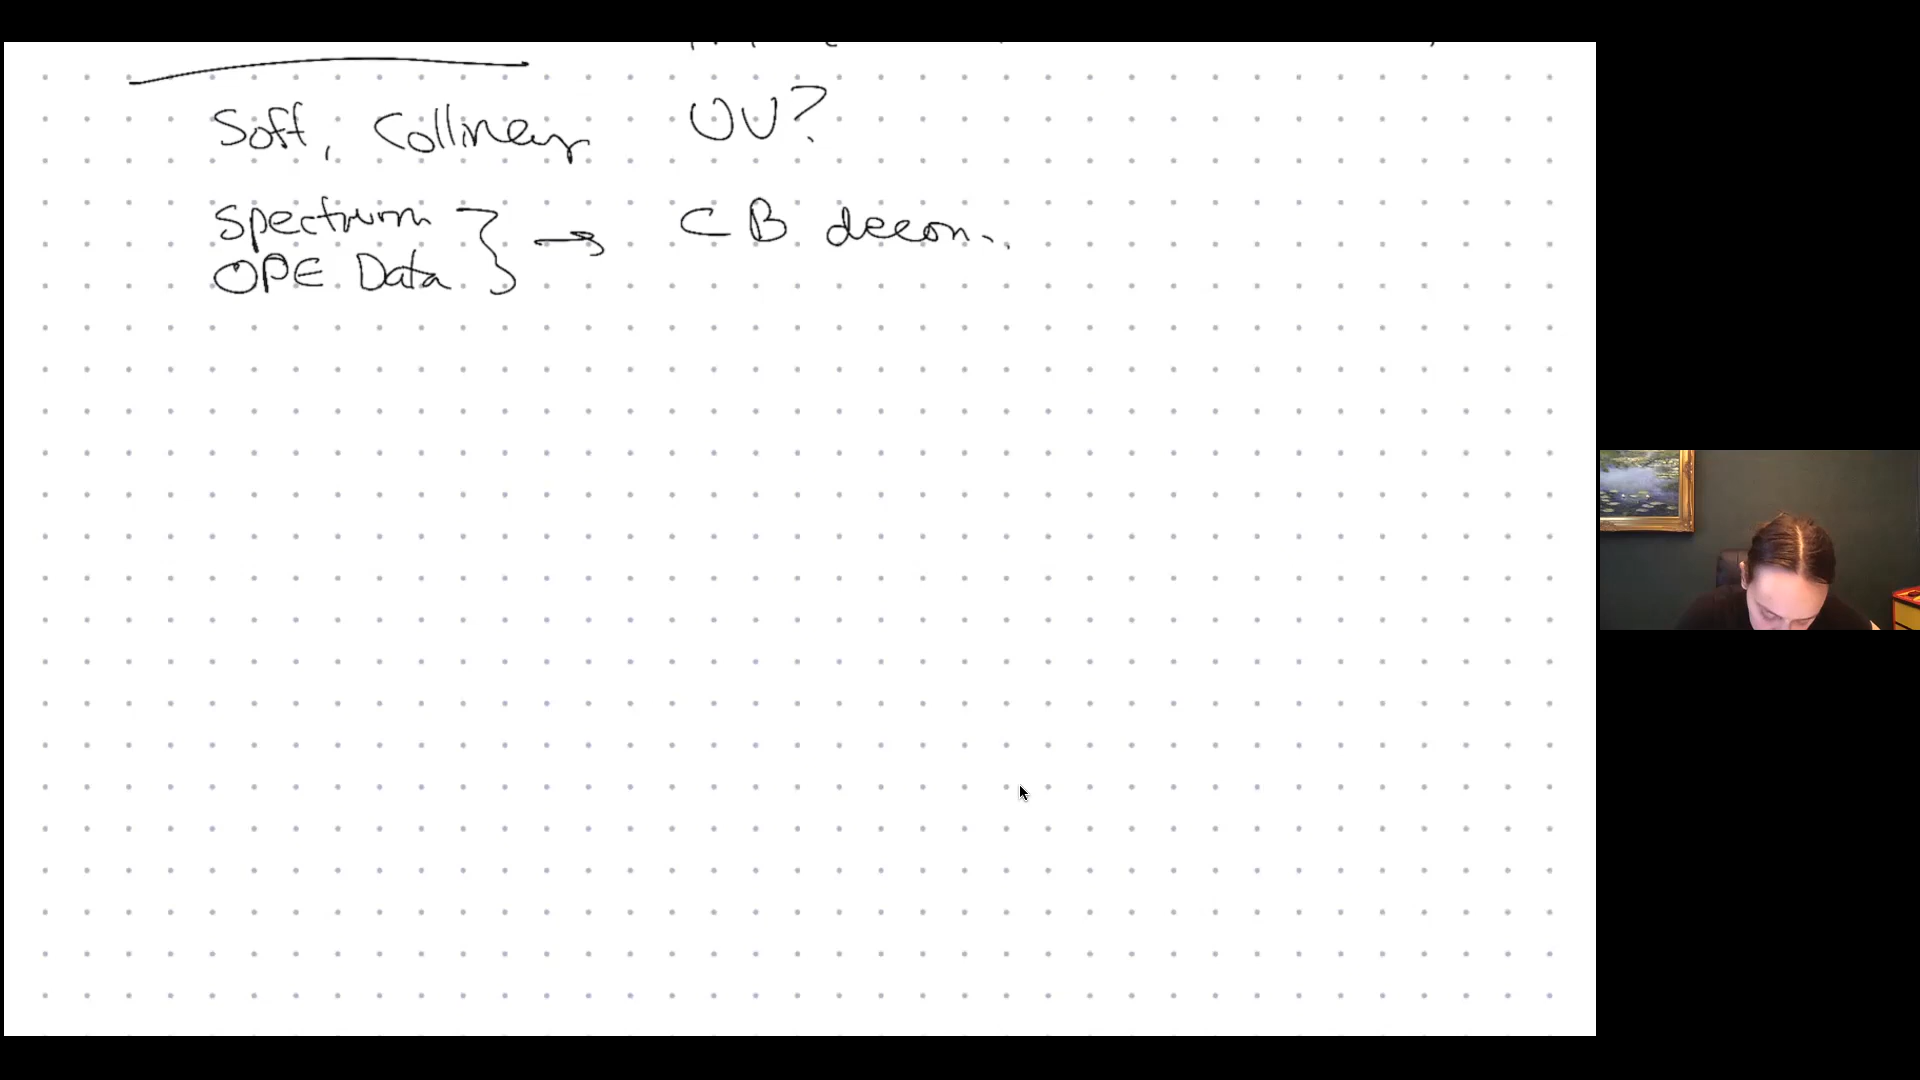 Soft, Collinear UV?
Spectrum
OPE Data } → CB decom..